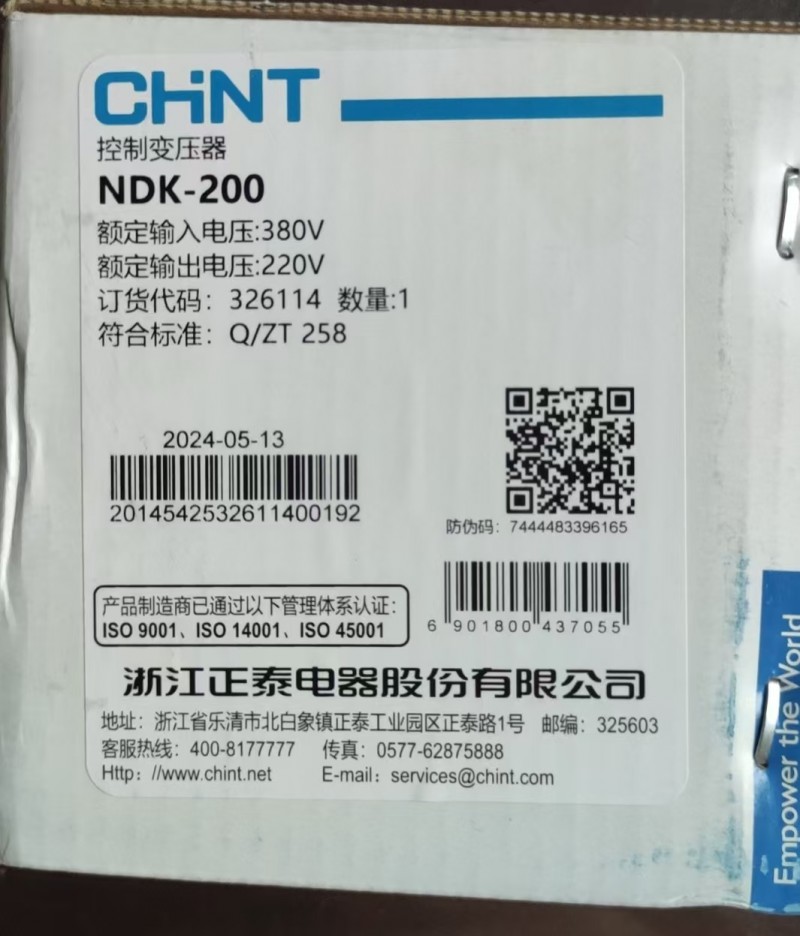 CHINT
控制变压器
NDK-200
额定输入电压:380V
额定输出电压:220V
订货代码：326114 数量:1
符合标准：Q/ZT 258
2024-05-13
2014542532611400192
防伪码：7444483396165
产品制造商已通过以下管理体系认证：
ISO 9001、ISO 14001、ISO 45001
6 901800 437055
浙江正泰电器股份有限公司
地址：浙江省乐清市北白象镇正泰工业园区正泰路1号 邮编：325603
客服热线：400-8177777 传真：0577-62875888
Http：//www.chint.net E-mail：services@chint.com
Empower the World